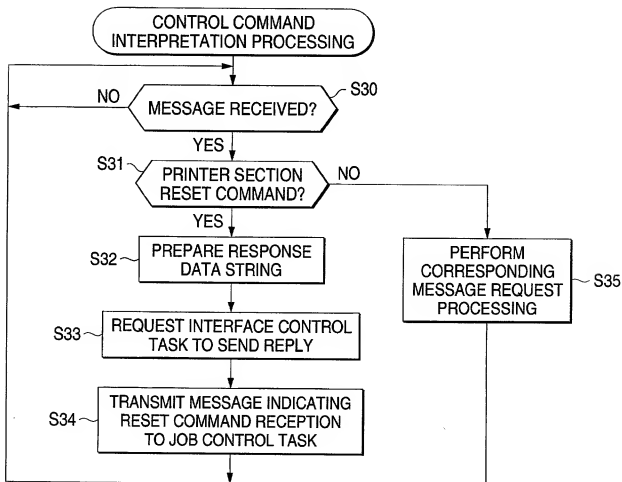 CONTROL COMMAND
INTERPRETATION PROCESSING
S30
NO
MESSAGE RECEIVED?
YES
S31
PRINTER SECTION
RESET COMMAND?
NO
YES
S32
PREPARE RESPONSE
DATA STRING
PERFORM
CORRESPONDING
MESSAGE REQUEST
PROCESSING
S35
S33
REQUEST INTERFACE CONTROL
TASK TO SEND REPLY
S34
TRANSMIT MESSAGE INDICATING
RESET COMMAND RECEPTION
TO JOB CONTROL TASK